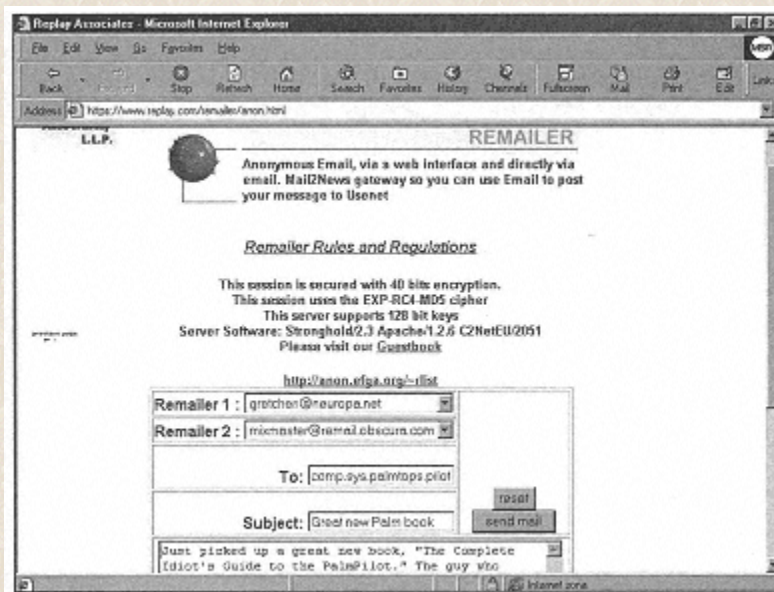 Replay Associates - Microsoft Internet Explorer
File Edit View Go Favorites Help
MSN
Back Forward Stop Refresh Home Search Favorites History Channels Fullscreen Mail Print Edit
Links
Address https://www.replay.com/remailer/anon.html
L.L.P.
REMAILER
Anonymous Email, via a web interface and directly via
email. Mail2News gateway so you can use Email to post
your message to Usenet
Remailer Rules and Regulations
This session is secured with 40 bits encryption.
This session uses the EXP-RC4-MD5 cipher
This server supports 128 bit keys
Server Software: Stronghold/2.3 Apache/1.2.6 C2NetEU/2051
Please visit our Guestbook
http://anon.efga.org/~rlist
Remailer 1 : gretchen@neuropa.net
Remailer 2 : mixmaster@remail.obscura.com
To: comp.sys.palmtops.pilot
reset
Subject: Great new Palm book
send mail
Just picked up a great new book, "The Complete
Idiot's Guide to the PalmPilot." The guy who
Internet zone